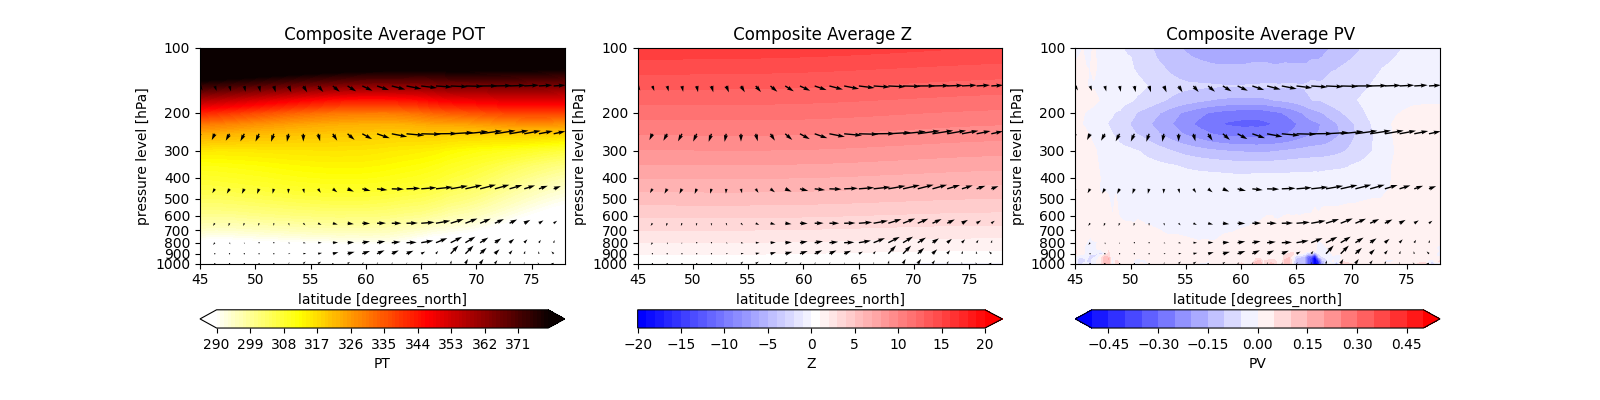 Composite Average POT
100
200
300
400
500
600
700
800
900
1000
pressure level [hPa]
45 50 55 60 65 70 75
latitude [degrees_north]
290 299 308 317 326 335 344 353 362 371
PT
Composite Average Z
100
200
300
400
500
600
700
800
900
1000
pressure level [hPa]
45 50 55 60 65 70 75
latitude [degrees_north]
−20 −15 −10 −5 0 5 10 15 20
Z
Composite Average PV
100
200
300
400
500
600
700
800
900
1000
pressure level [hPa]
45 50 55 60 65 70 75
latitude [degrees_north]
−0.45 −0.30 −0.15 0.00 0.15 0.30 0.45
PV